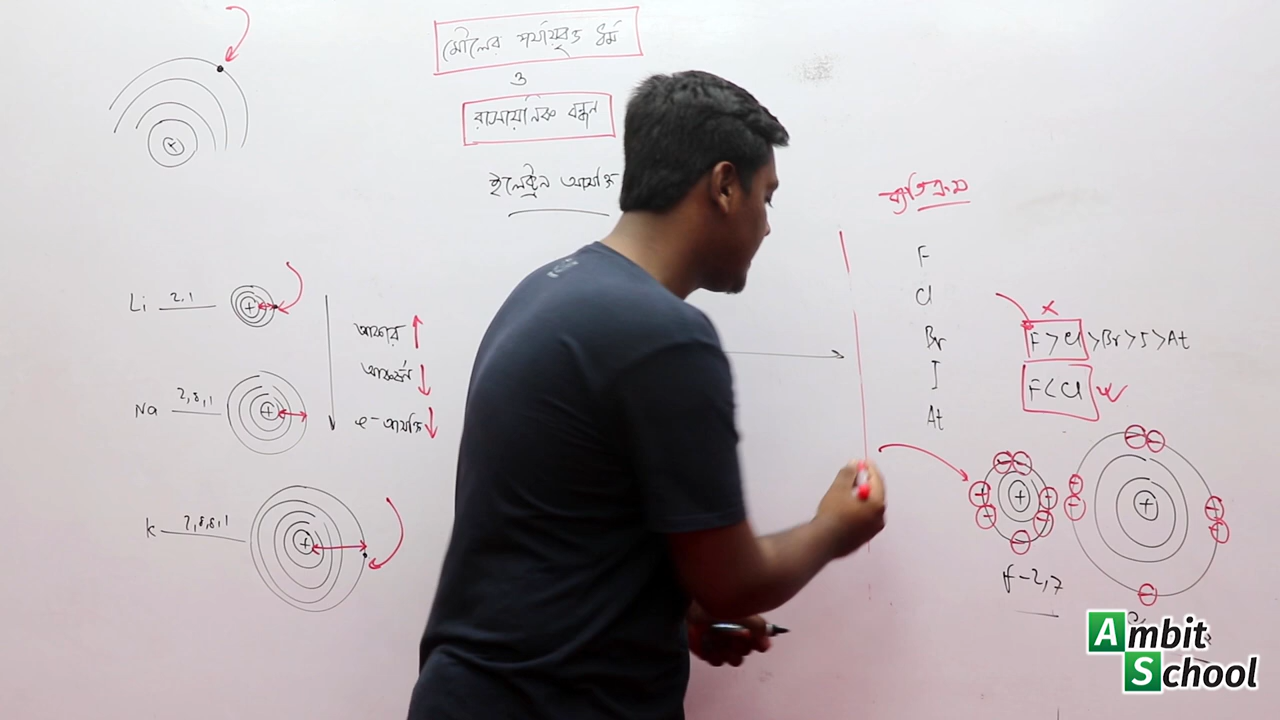 মৌলের পর্যায়বৃত্ত ধর্ম
ও
রাসায়নিক বন্ধন
ইলেক্ট্রন আসক্তি
Li 2,1
Na 2,8,1
K 2,8,8,1
আকার ↑
আকর্ষণ ↓
e- আসক্তি ↓
ব্যতিক্রম
F
Cl
Br
I
At
×
F > Cl > Br > I > At
F < Cl
F - 2,7
Ambit
School